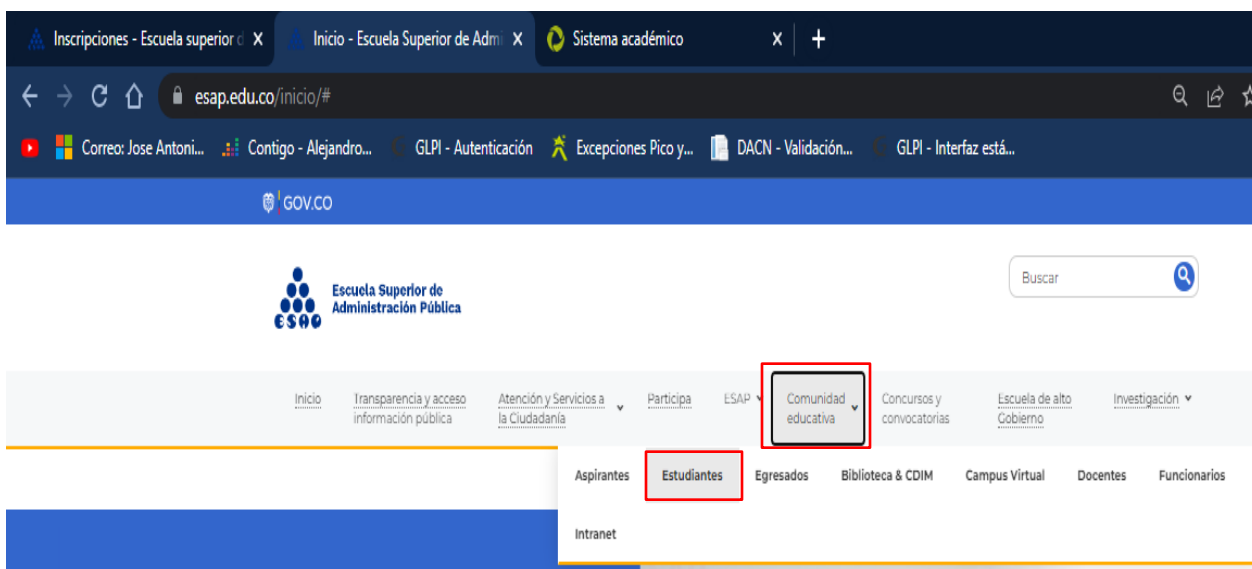 Inscripciones - Escuela superior d
Inicio - Escuela Superior de Admi
Sistema académico
esap.edu.co/inicio/#
Correo: Jose Antoni...
Contigo - Alejandro...
GLPI - Autenticación
Excepciones Pico y...
DACN - Validación...
GLPI - Interfaz está...
GOV.CO
Escuela Superior de
Administración Pública
esap
Buscar
Inicio
Transparencia y acceso
información pública
Atención y Servicios a
la Ciudadanía
Participa
ESAP
Comunidad
educativa
Concursos y
convocatorias
Escuela de alto
Gobierno
Investigación
Aspirantes
Estudiantes
Egresados
Biblioteca & CDIM
Campus Virtual
Docentes
Funcionarios
Intranet